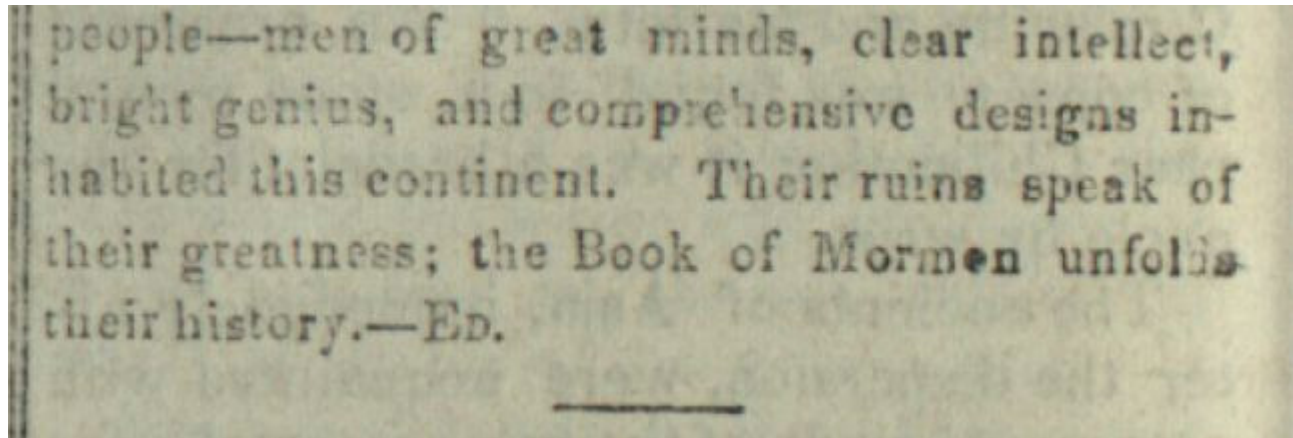 people—men of great minds, clear intellect,
bright genius, and comprehensive designs in-
habited this continent. Their ruins speak of
their greatness; the Book of Mormen unfolds
their history.—ED.